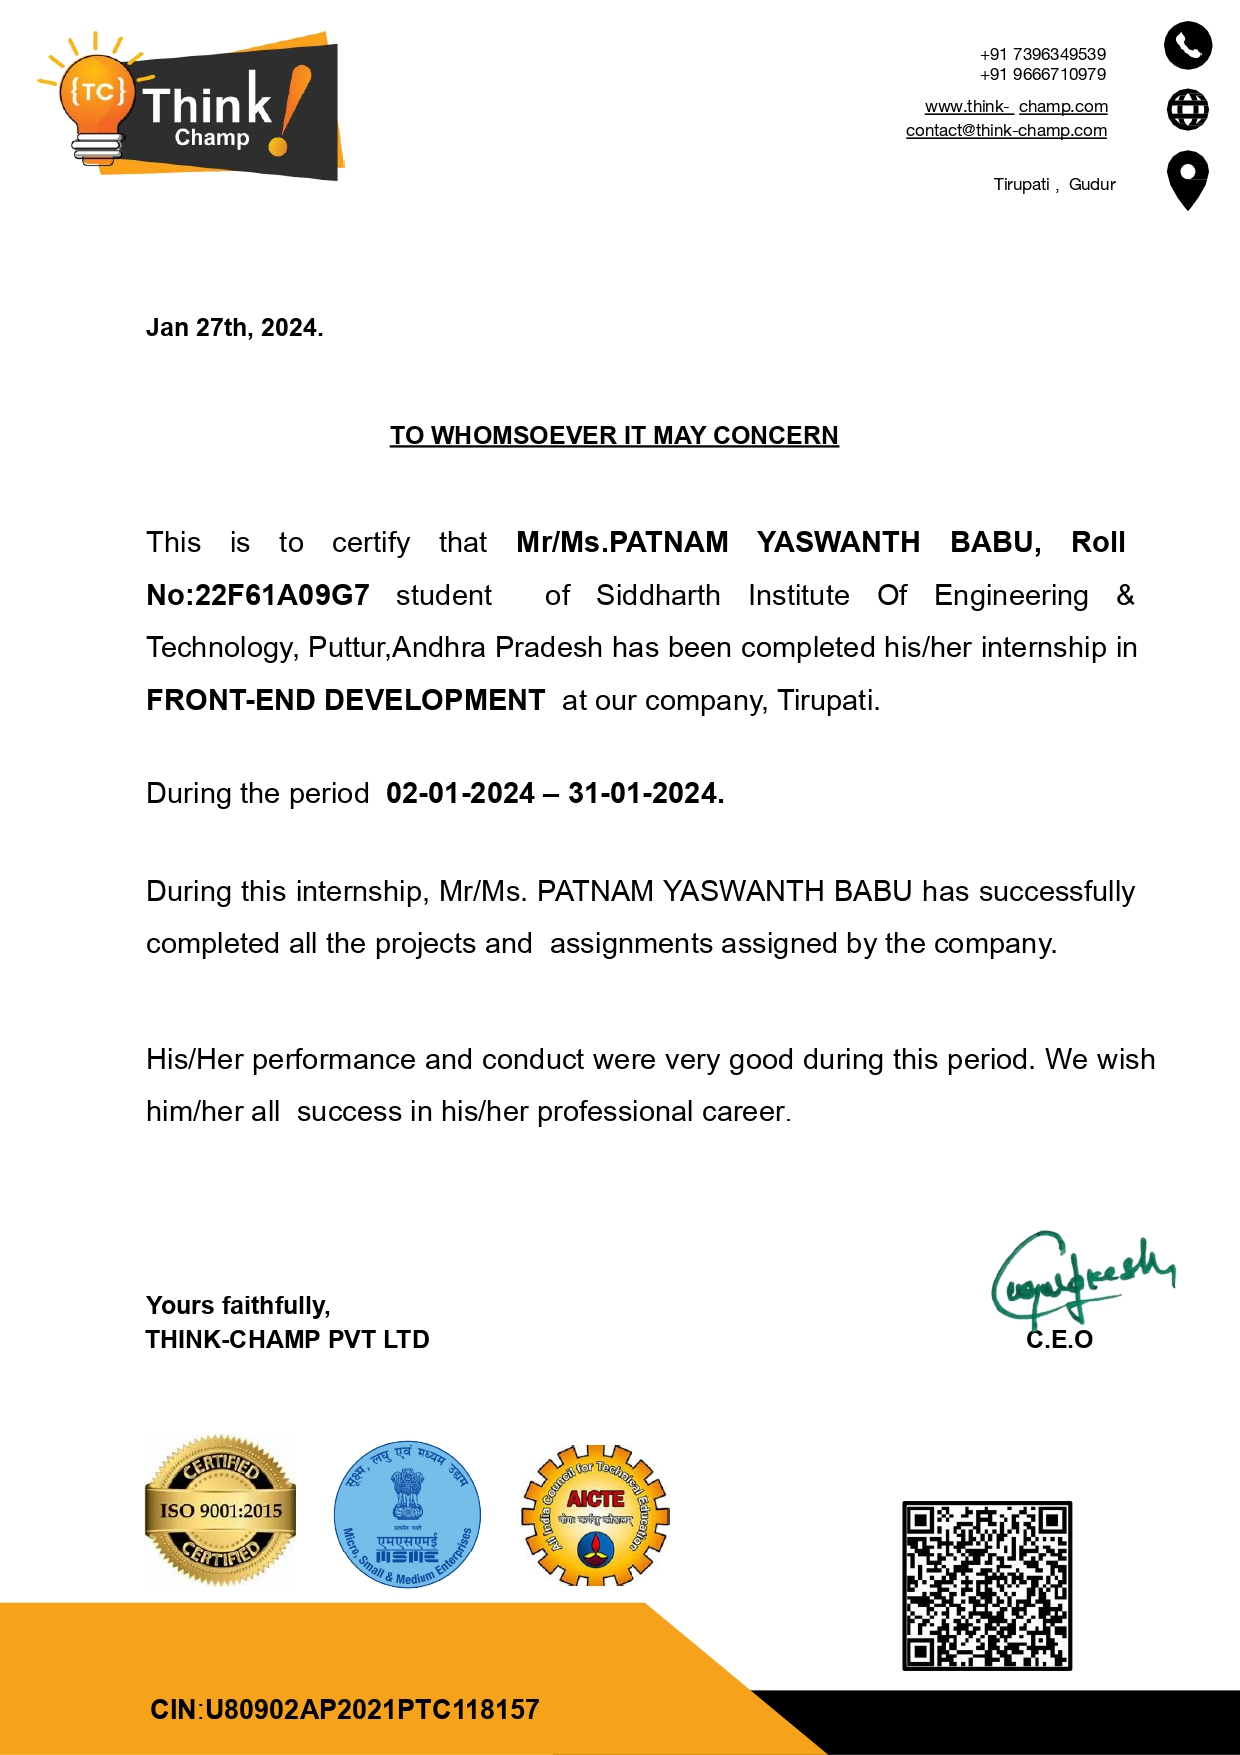 {TC}
Think
Champ
+91 7396349539
+91 9666710979
www.think- champ.com
contact@think-champ.com
Tirupati , Gudur
Jan 27th, 2024.
TO WHOMSOEVER IT MAY CONCERN
This is to certify that Mr/Ms.PATNAM YASWANTH BABU, Roll
No:22F61A09G7 student of Siddharth Institute Of Engineering &
Technology, Puttur,Andhra Pradesh has been completed his/her internship in
FRONT-END DEVELOPMENT at our company, Tirupati.
During the period 02-01-2024 – 31-01-2024.
During this internship, Mr/Ms. PATNAM YASWANTH BABU has successfully
completed all the projects and assignments assigned by the company.
His/Her performance and conduct were very good during this period. We wish
him/her all success in his/her professional career.
Yours faithfully,
THINK-CHAMP PVT LTD
C.E.O
CERTIFIED
ISO 9001:2015
CERTIFIED
सूक्ष्म, लघु एवं मध्यम उद्यम
सत्यमेव जयते
एमएसएमई
MSME
Micro, Small & Medium Enterprises
All India Council for Technical Education
AICTE
योगः कर्मसु कौशलम्
CIN:U80902AP2021PTC118157